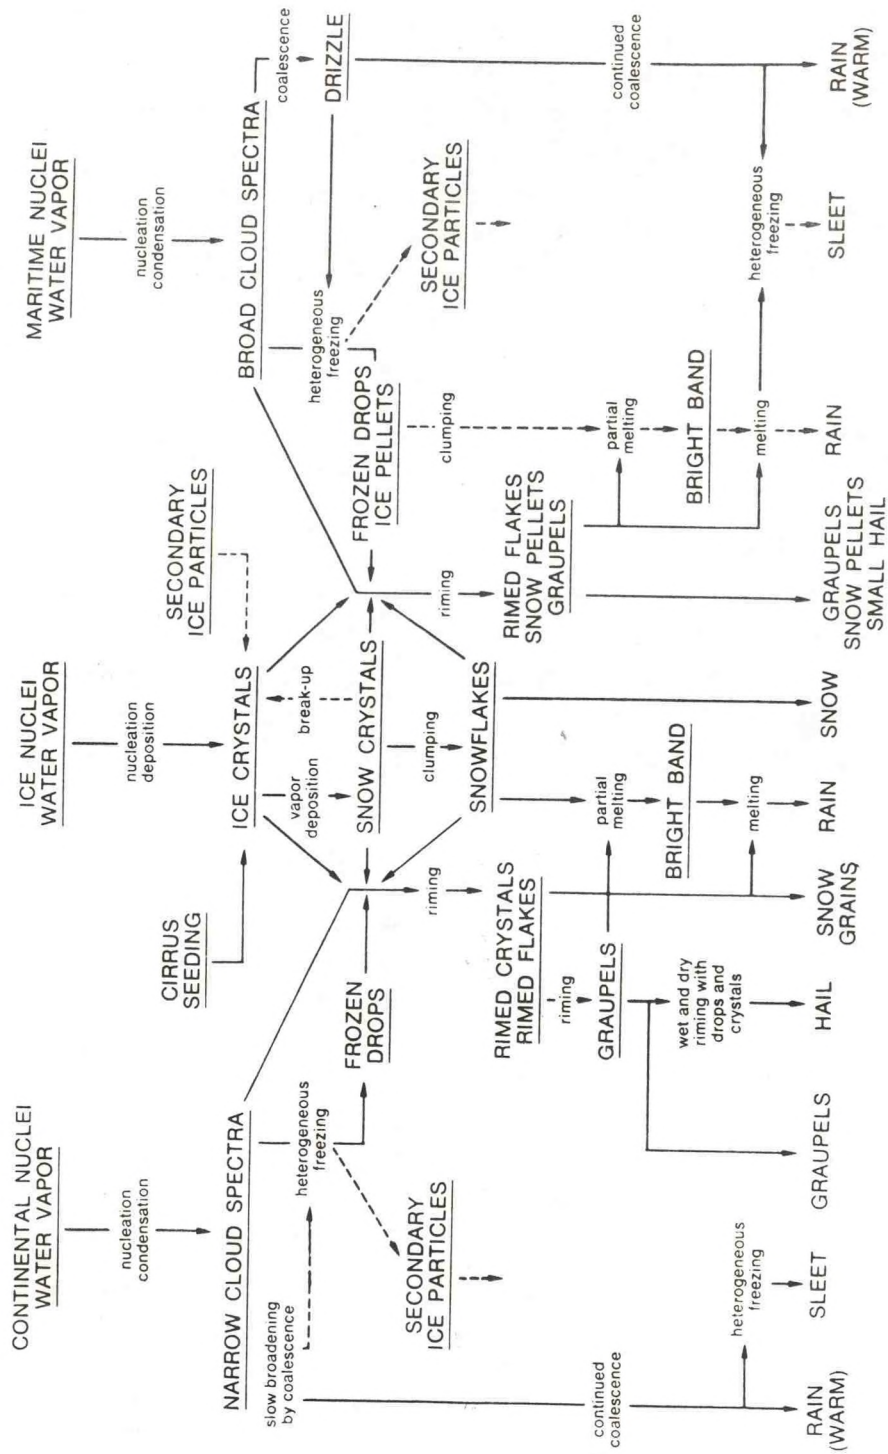 CONTINENTAL NUCLEI
WATER VAPOR
ICE NUCLEI
WATER VAPOR
MARITIME NUCLEI
WATER VAPOR
nucleation
condensation
nucleation
deposition
nucleation
condensation
CIRRUS
SEEDING
SECONDARY
ICE PARTICLES
NARROW CLOUD SPECTRA
ICE CRYSTALS
BROAD CLOUD SPECTRA
slow broadening
by coalescence
heterogeneous
freezing
vapor
deposition
break-up
heterogeneous
freezing
coalescence
DRIZZLE
FROZEN
DROPS
SNOW CRYSTALS
FROZEN DROPS
ICE PELLETS
SECONDARY
ICE PARTICLES
SECONDARY
ICE PARTICLES
riming
clumping
riming
clumping
RIMED CRYSTALS
RIMED FLAKES
SNOWFLAKES
RIMED FLAKES
SNOW PELLETS
GRAUPELS
riming
GRAUPELS
continued
coalescence
partial
melting
partial
melting
continued
coalescence
wet and dry
riming with
drops and
crystals
BRIGHT BAND
BRIGHT BAND
heterogeneous
freezing
melting
melting
heterogeneous
freezing
RAIN
(WARM)
SLEET
GRAUPELS
HAIL
SNOW
GRAINS
RAIN
SNOW
GRAUPELS
SNOW PELLETS
SMALL HAIL
RAIN
SLEET
RAIN
(WARM)